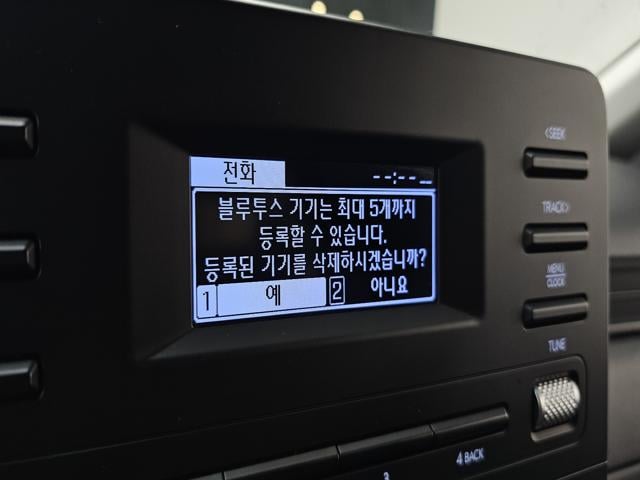 전화
--:-- __
블루투스 기기는 최대 5개까지
등록할 수 있습니다.
등록된 기기를 삭제하시겠습니까?
1 예 2 아니요
<SEEK
TRACK>
MENU
CLOCK
TUNE
3
4 BACK